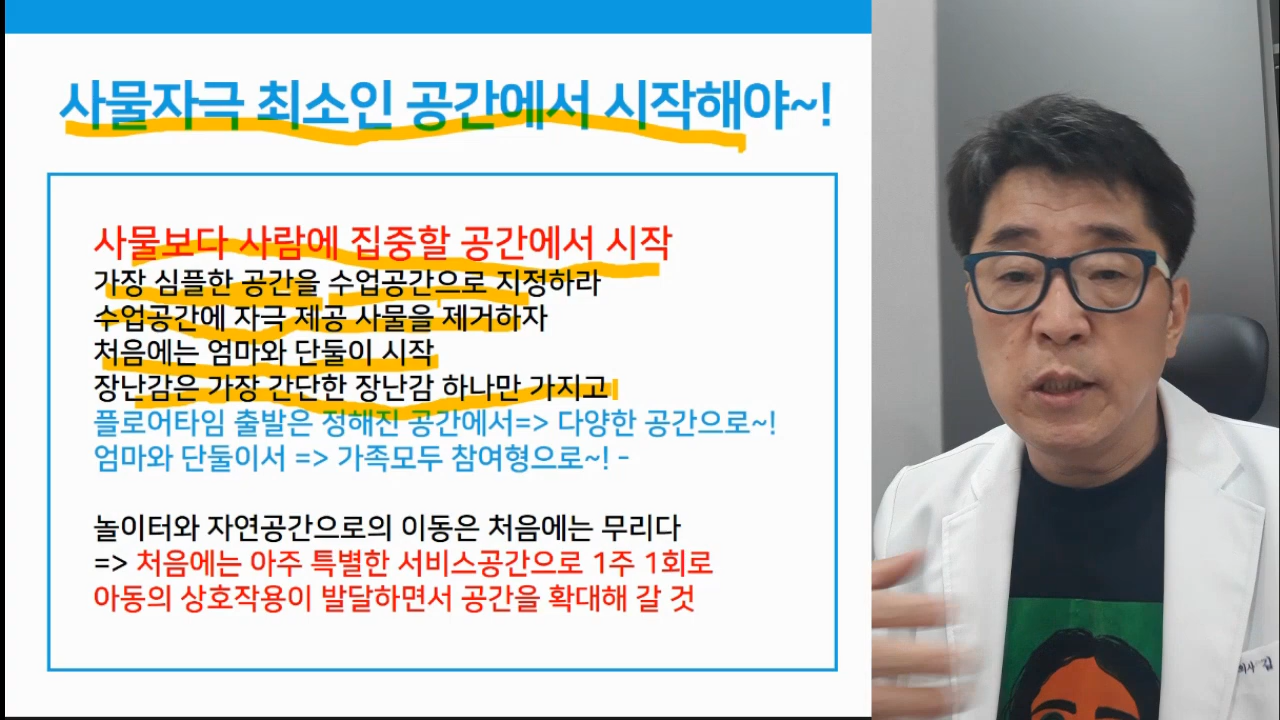 사물자극 최소인 공간에서 시작해야~!
사물보다 사람에 집중할 공간에서 시작
가장 심플한 공간을 수업공간으로 지정하라
수업공간에 자극 제공 사물을 제거하자
처음에는 엄마와 단둘이 시작
장난감은 가장 간단한 장난감 하나만 가지고
플로어타임 출발은 정해진 공간에서=> 다양한 공간으로~!
엄마와 단둘이서 => 가족모두 참여형으로~! -
놀이터와 자연공간으로의 이동은 처음에는 무리다
=> 처음에는 아주 특별한 서비스공간으로 1주 1회로
아동의 상호작용이 발달하면서 공간을 확대해 갈 것